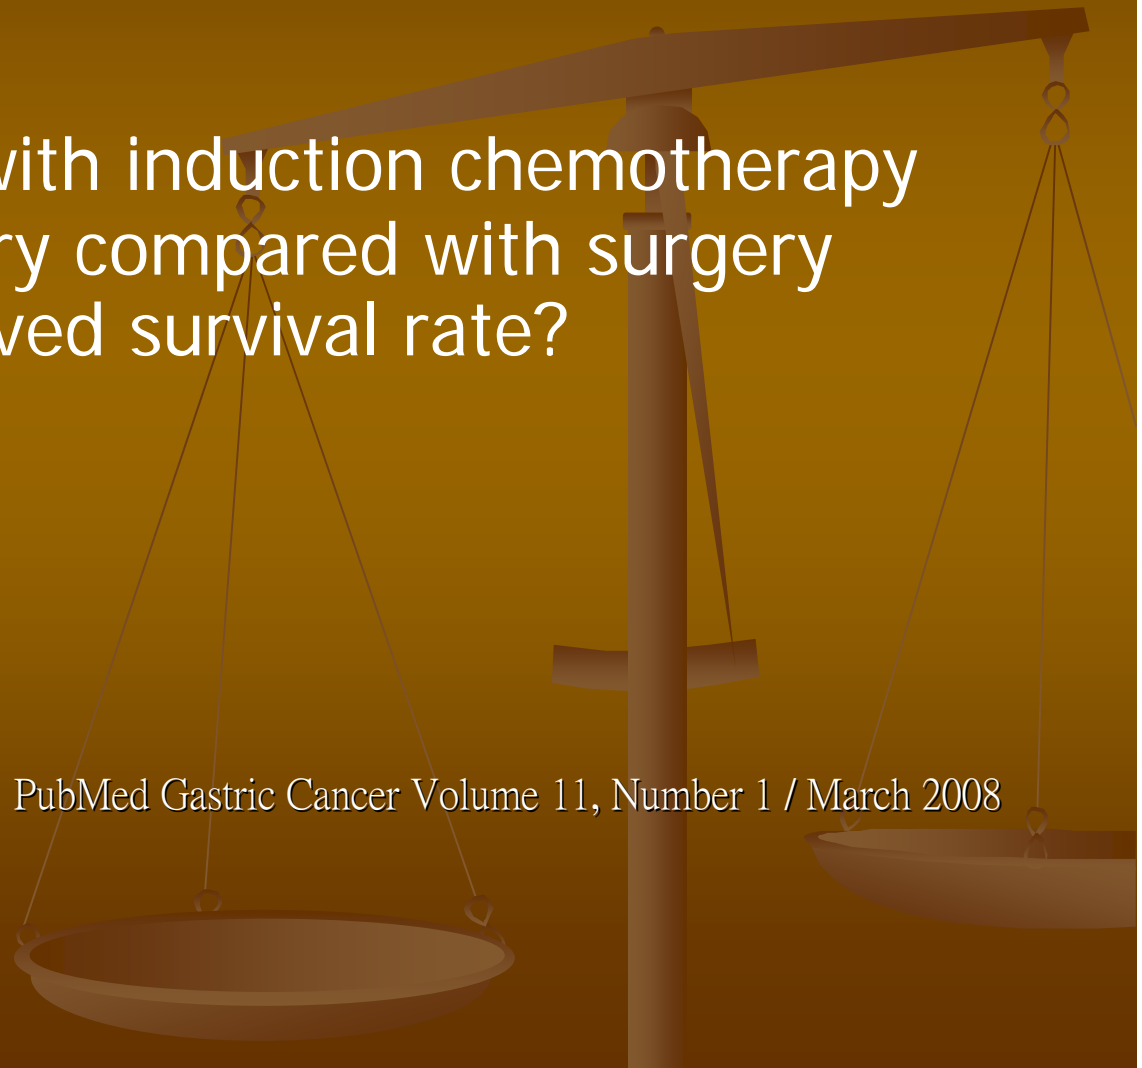 with induction chemotherapy
ry compared with surgery
ved survival rate?
PubMed Gastric Cancer Volume 11, Number 1 / March 2008